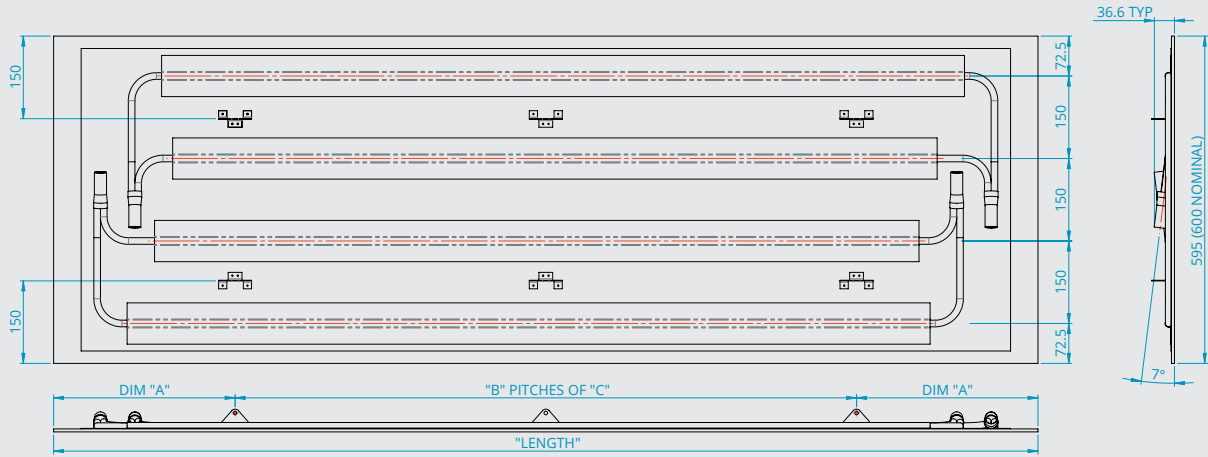 36.6 TYP
150
72.5
150
150
595 (600 NOMINAL)
150
150
72.5
7°
DIM "A"
"B" PITCHES OF "C"
DIM "A"
"LENGTH"